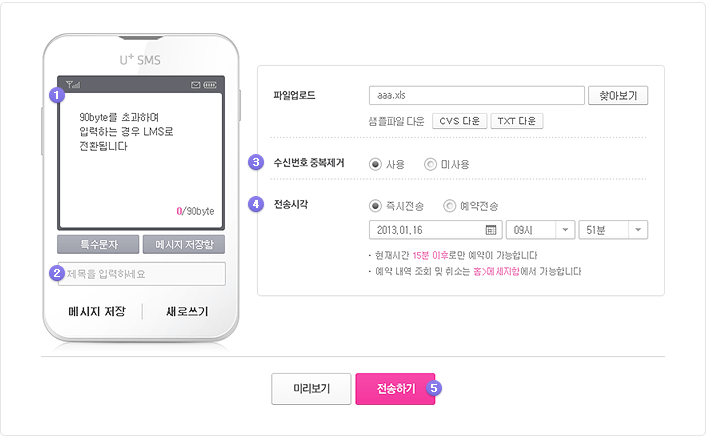 U+ SMS
1
90byte를 초과하며
입력하는 경우 LMS로
전환됩니다
0/90byte
특수문자 메시지 저장함
2 제목을 입력하세요
메시지 저장 새로쓰기
파일업로드 aaa.xls 찾아보기
샘플파일 다운 CVS 다운 TXT 다운
3 수신번호 중복제거 사용 미사용
4 전송시각 즉시전송 예약전송
2013.01.16 09시 51분
· 현재시간 15분 이후로만 예약이 가능합니다
· 예약 내역 조회 및 취소는 홈>메세지함에서 가능합니다
미리보기 전송하기 5